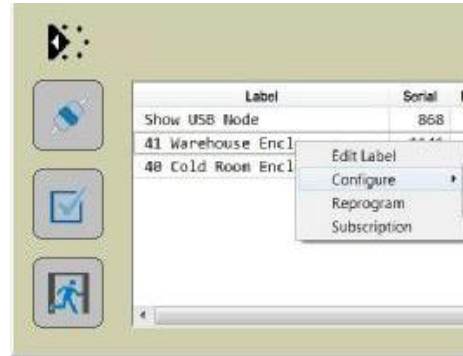 Label Serial
Show USB Node 868
41 Warehouse Encl
40 Cold Room Encl
Edit Label
Configure
Reprogram
Subscription